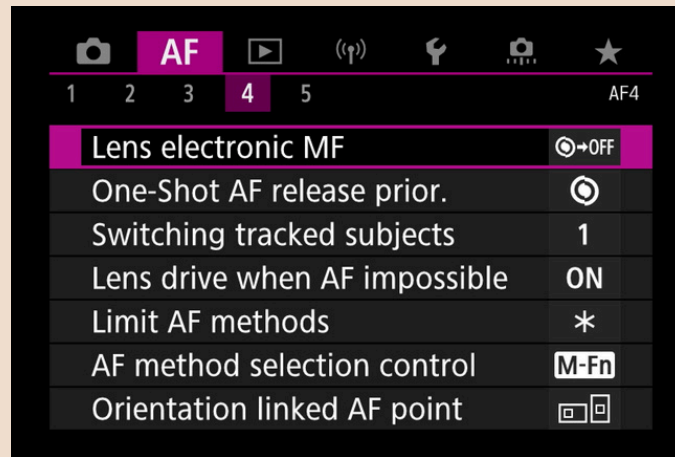 AF
1 2 3 4 5 AF4
Lens electronic MF →OFF
One-Shot AF release prior.
Switching tracked subjects 1
Lens drive when AF impossible ON
Limit AF methods *
AF method selection control M-Fn
Orientation linked AF point